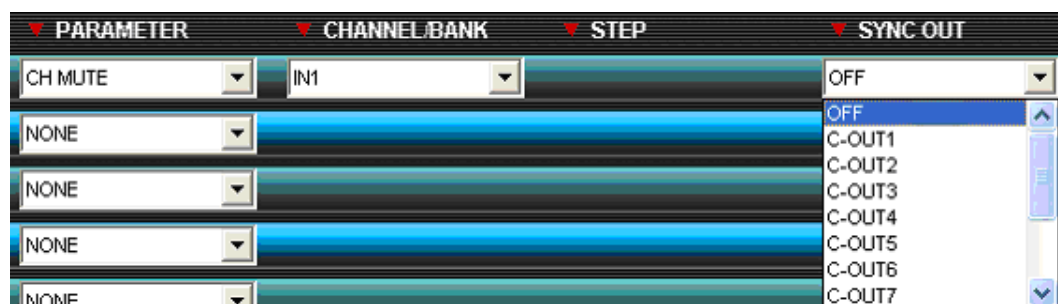 ▼ PARAMETER ▼ CHANNEL/BANK ▼ STEP ▼ SYNC OUT
CH MUTE IN1 OFF
OFF
NONE
C-OUT1
C-OUT2
NONE
C-OUT3
C-OUT4
NONE
C-OUT5
C-OUT6
NONE
C-OUT7